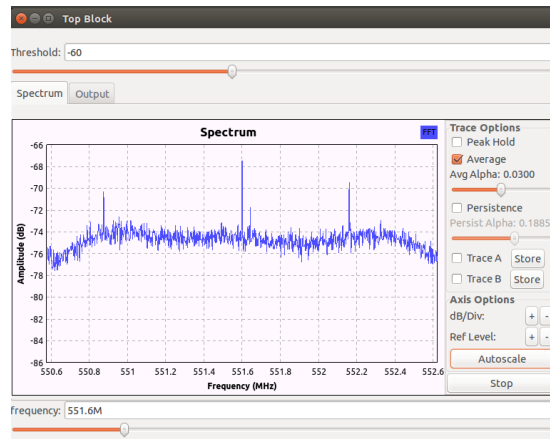 Top Block
Threshold: -60
Spectrum Output
Spectrum
FFT
Amplitude (dB)
-66
-68
-70
-72
-74
-76
-78
-80
-82
-84
-86
550.6 550.8 551 551.2 551.4 551.6 551.8 552 552.2 552.4 552.6
Frequency (MHz)
Trace Options
Peak Hold
Average
Avg Alpha: 0.0300
Persistence
Persist Alpha: 0.1885
Trace A Store
Trace B Store
Axis Options
dB/Div: + -
Ref Level: + -
Autoscale
Stop
frequency: 551.6M